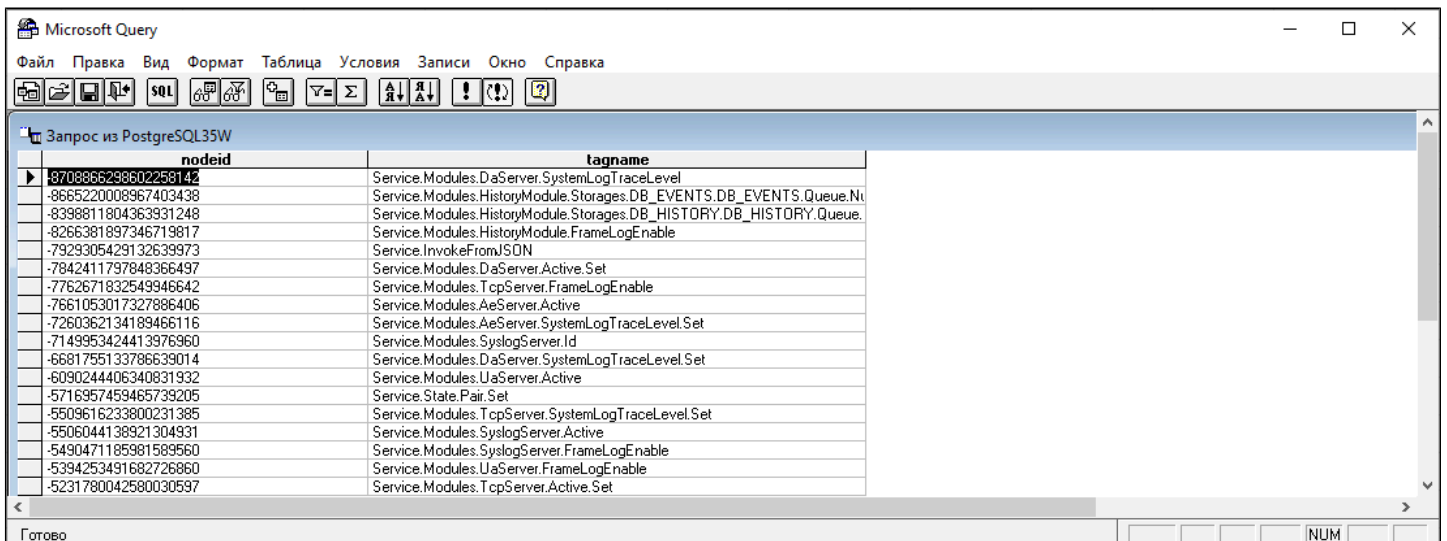 Microsoft Query
Файл Правка Вид Формат Таблица Условия Записи Окно Справка
SQL
Запрос из PostgreSQL35W
nodeid tagname
-8708866298602258142 Service.Modules.DaServer.SystemLogTraceLevel
-8665220008967403438 Service.Modules.HistoryModule.Storages.DB_EVENTS.DB_EVENTS.Queue.Nu
-8398811804363931248 Service.Modules.HistoryModule.Storages.DB_HISTORY.DB_HISTORY.Queue.
-8266381897346719817 Service.Modules.HistoryModule.FrameLogEnable
-7929305429132639973 Service.InvokeFromJSON
-7842411797848366497 Service.Modules.DaServer.Active.Set
-7762671832549946642 Service.Modules.TcpServer.FrameLogEnable
-7661053017327886406 Service.Modules.AeServer.Active
-7260362134189466116 Service.Modules.AeServer.SystemLogTraceLevel.Set
-7149953424413976960 Service.Modules.SyslogServer.Id
-6681755133786639014 Service.Modules.DaServer.SystemLogTraceLevel.Set
-6090244406340831932 Service.Modules.UaServer.Active
-5716957459465739205 Service.State.Pair.Set
-5509616233800231385 Service.Modules.TcpServer.SystemLogTraceLevel.Set
-5506044138921304931 Service.Modules.SyslogServer.Active
-5490471185981589560 Service.Modules.SyslogServer.FrameLogEnable
-5394253491682726860 Service.Modules.UaServer.FrameLogEnable
-5231780042580030597 Service.Modules.TcpServer.Active.Set
Готово NUM